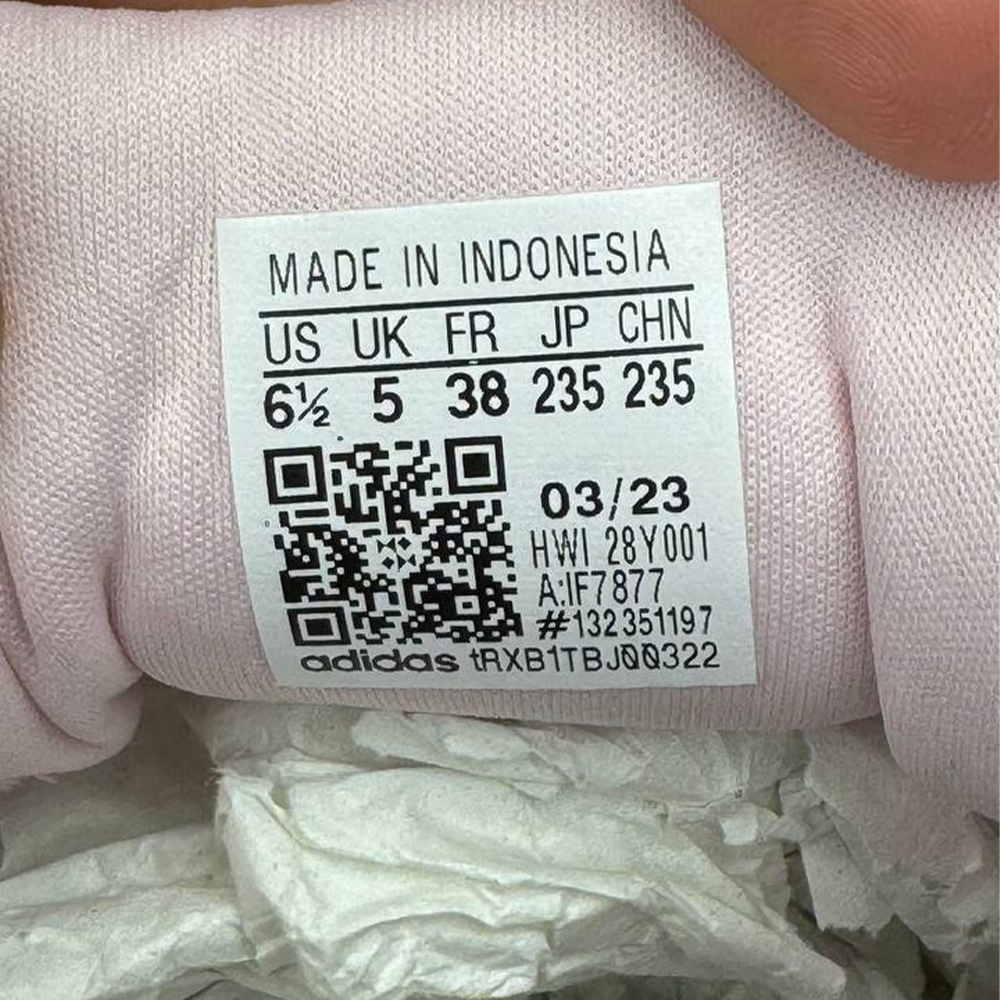 MADE IN INDONESIA
US UK FR JP CHN
6½ 5 38 235 235
03/23
HWI 28Y001
A:IF7877
#132351197
adidas tRXB1TBJ00322